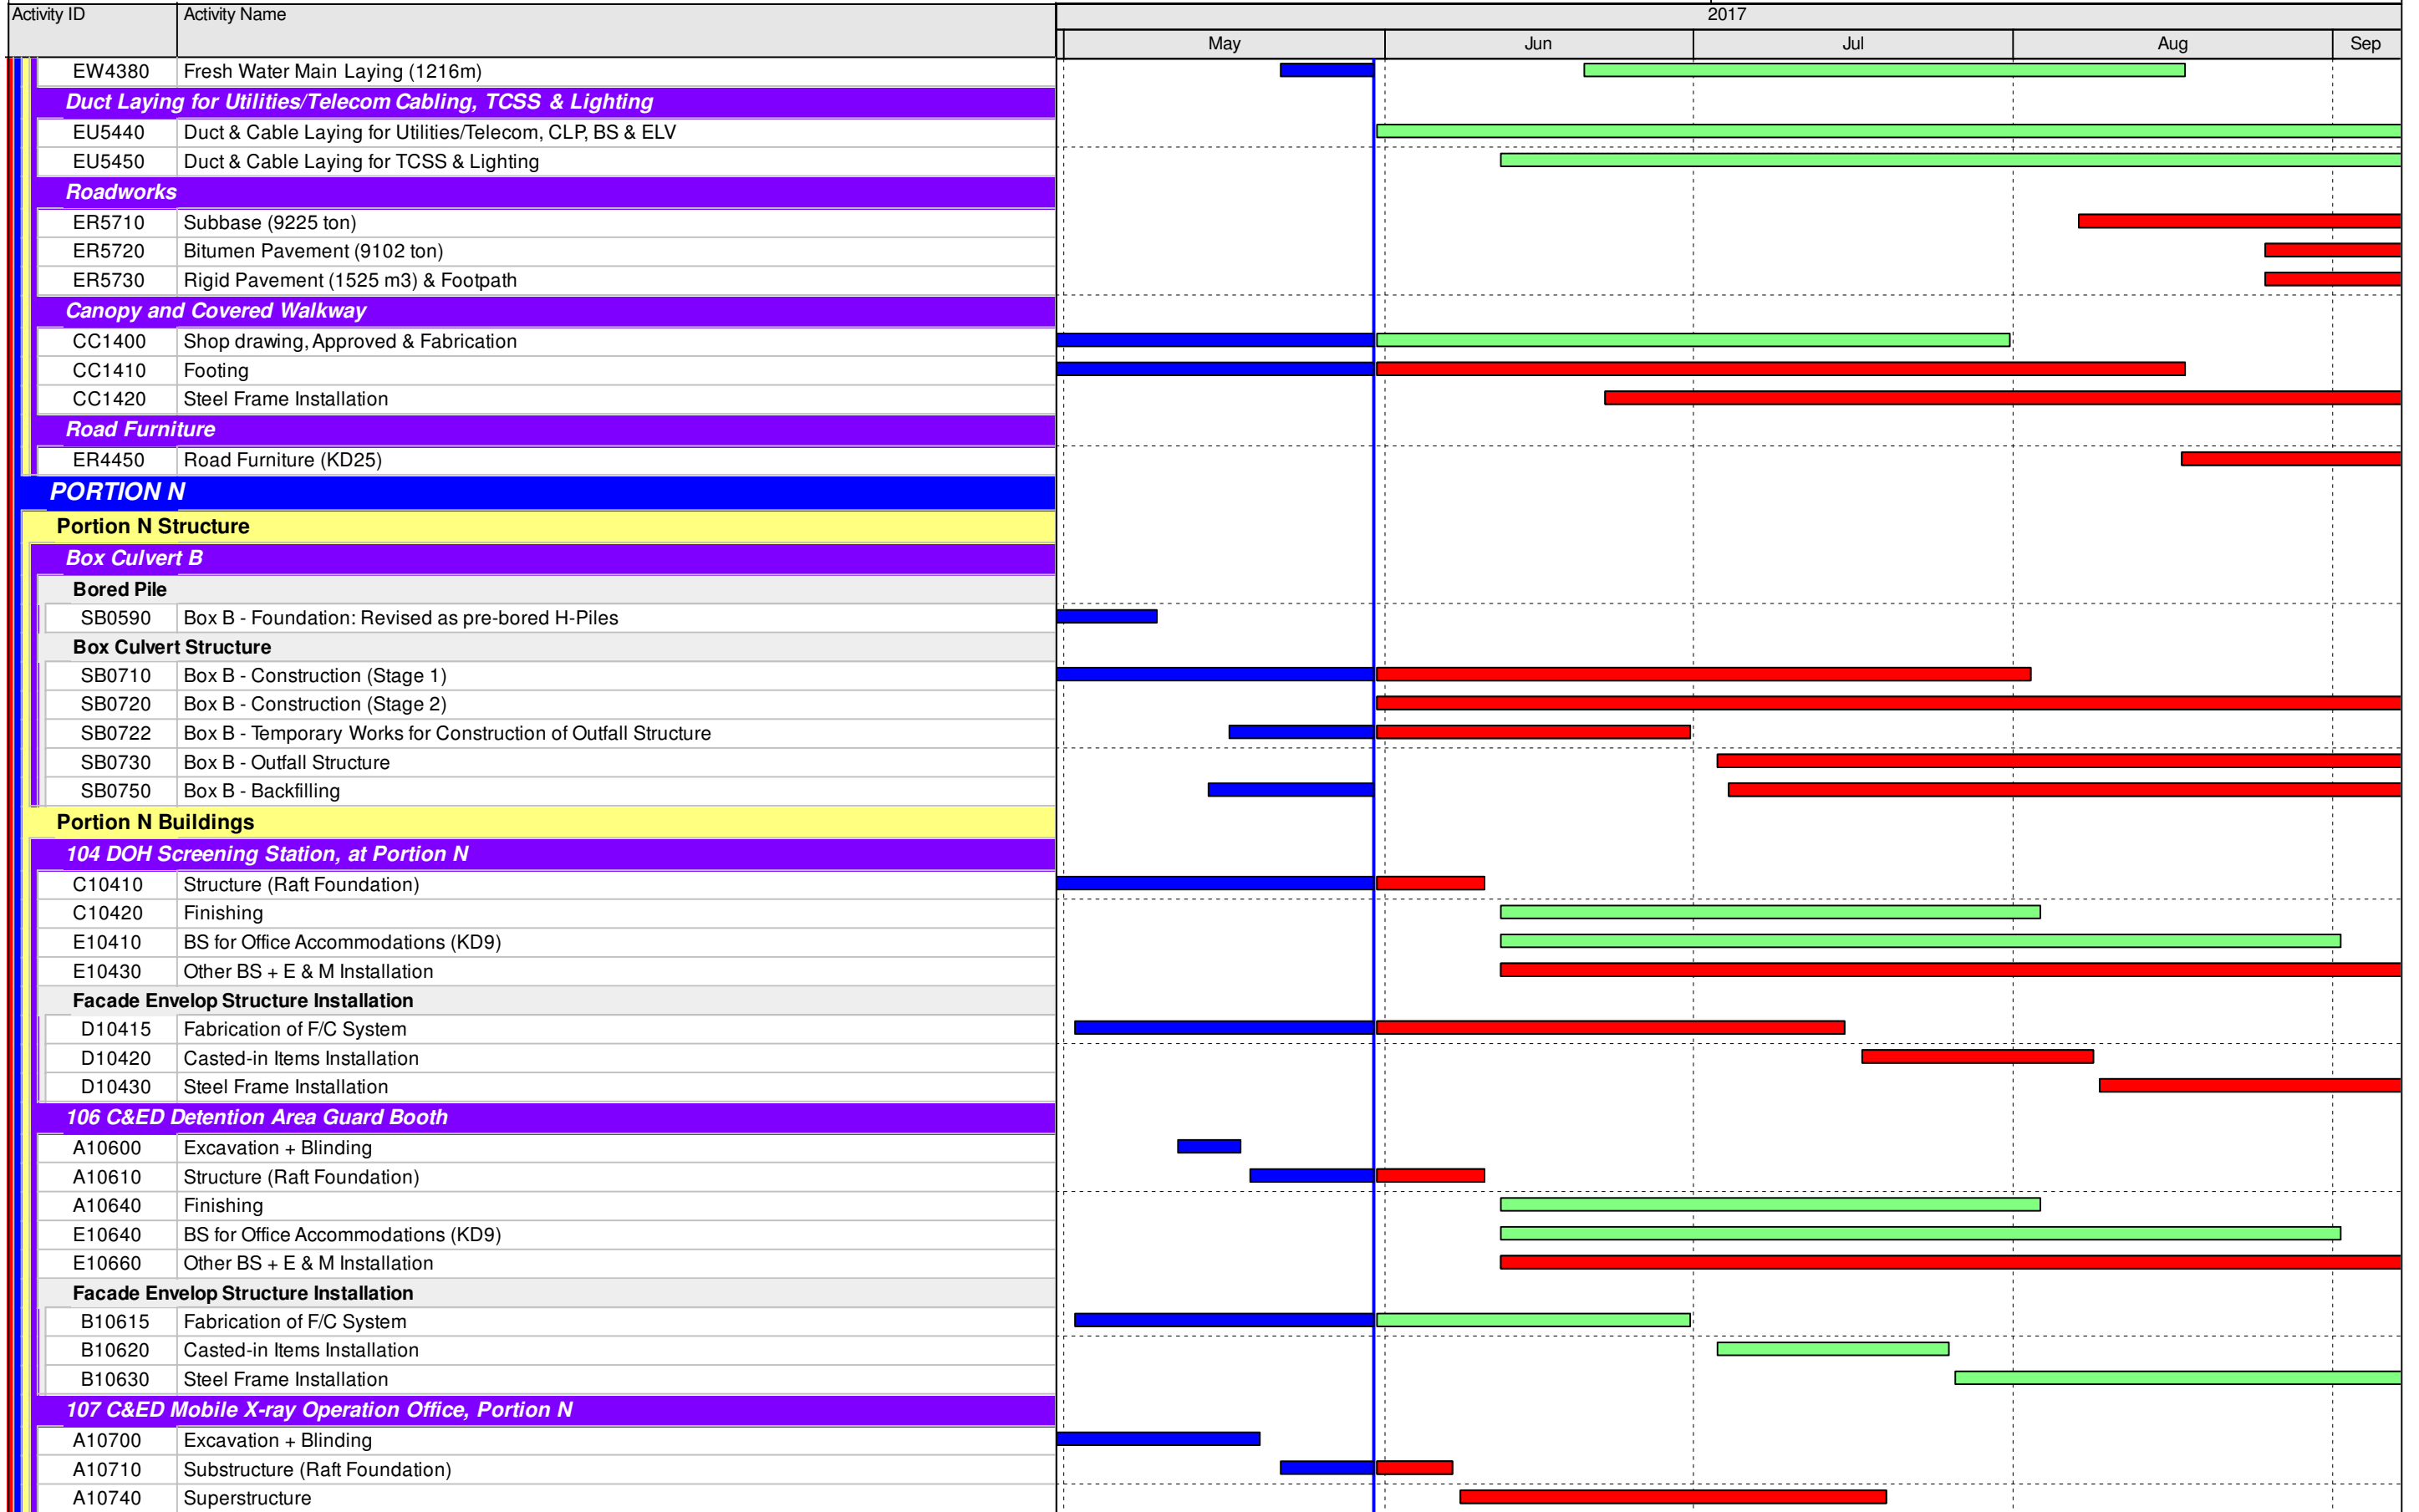 Activity ID Activity Name 2017
May Jun Jul Aug Sep
EW4380 Fresh Water Main Laying (1216m)
Duct Laying for Utilities/Telecom Cabling, TCSS & Lighting
EU5440 Duct & Cable Laying for Utilities/Telecom, CLP, BS & ELV
EU5450 Duct & Cable Laying for TCSS & Lighting
Roadworks
ER5710 Subbase (9225 ton)
ER5720 Bitumen Pavement (9102 ton)
ER5730 Rigid Pavement (1525 m3) & Footpath
Canopy and Covered Walkway
CC1400 Shop drawing, Approved & Fabrication
CC1410 Footing
CC1420 Steel Frame Installation
Road Furniture
ER4450 Road Furniture (KD25)
PORTION N
Portion N Structure
Box Culvert B
Bored Pile
SB0590 Box B - Foundation: Revised as pre-bored H-Piles
Box Culvert Structure
SB0710 Box B - Construction (Stage 1)
SB0720 Box B - Construction (Stage 2)
SB0722 Box B - Temporary Works for Construction of Outfall Structure
SB0730 Box B - Outfall Structure
SB0750 Box B - Backfilling
Portion N Buildings
104 DOH Screening Station, at Portion N
C10410 Structure (Raft Foundation)
C10420 Finishing
E10410 BS for Office Accommodations (KD9)
E10430 Other BS + E & M Installation
Facade Envelop Structure Installation
D10415 Fabrication of F/C System
D10420 Casted-in Items Installation
D10430 Steel Frame Installation
106 C&ED Detention Area Guard Booth
A10600 Excavation + Blinding
A10610 Structure (Raft Foundation)
A10640 Finishing
E10640 BS for Office Accommodations (KD9)
E10660 Other BS + E & M Installation
Facade Envelop Structure Installation
B10615 Fabrication of F/C System
B10620 Casted-in Items Installation
B10630 Steel Frame Installation
107 C&ED Mobile X-ray Operation Office, Portion N
A10700 Excavation + Blinding
A10710 Substructure (Raft Foundation)
A10740 Superstructure